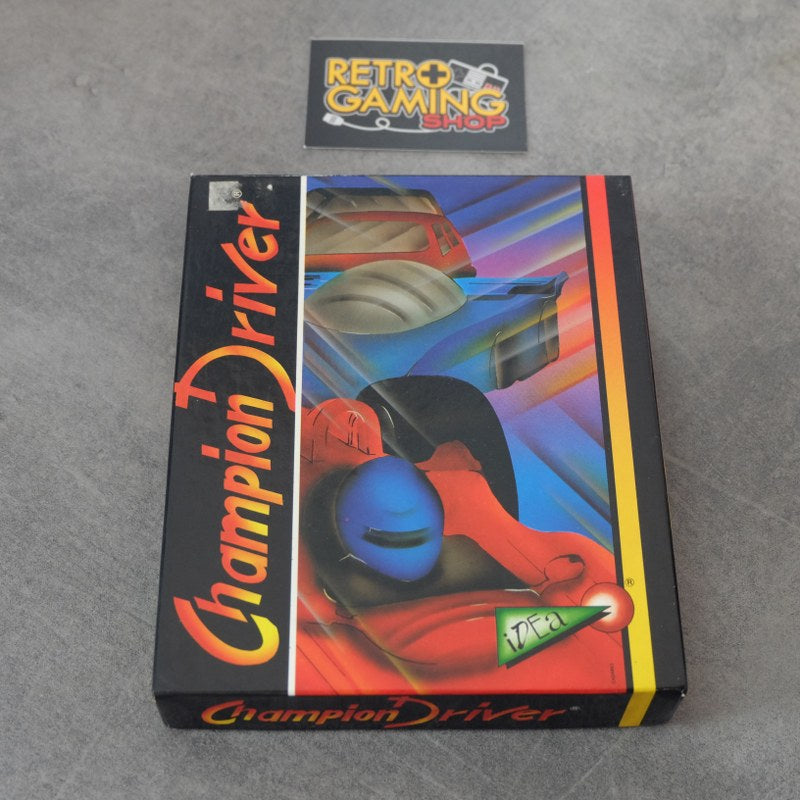 RETRO
GAMING
SHOP
Champion Driver ®
iDEa ®
Champion Driver ®